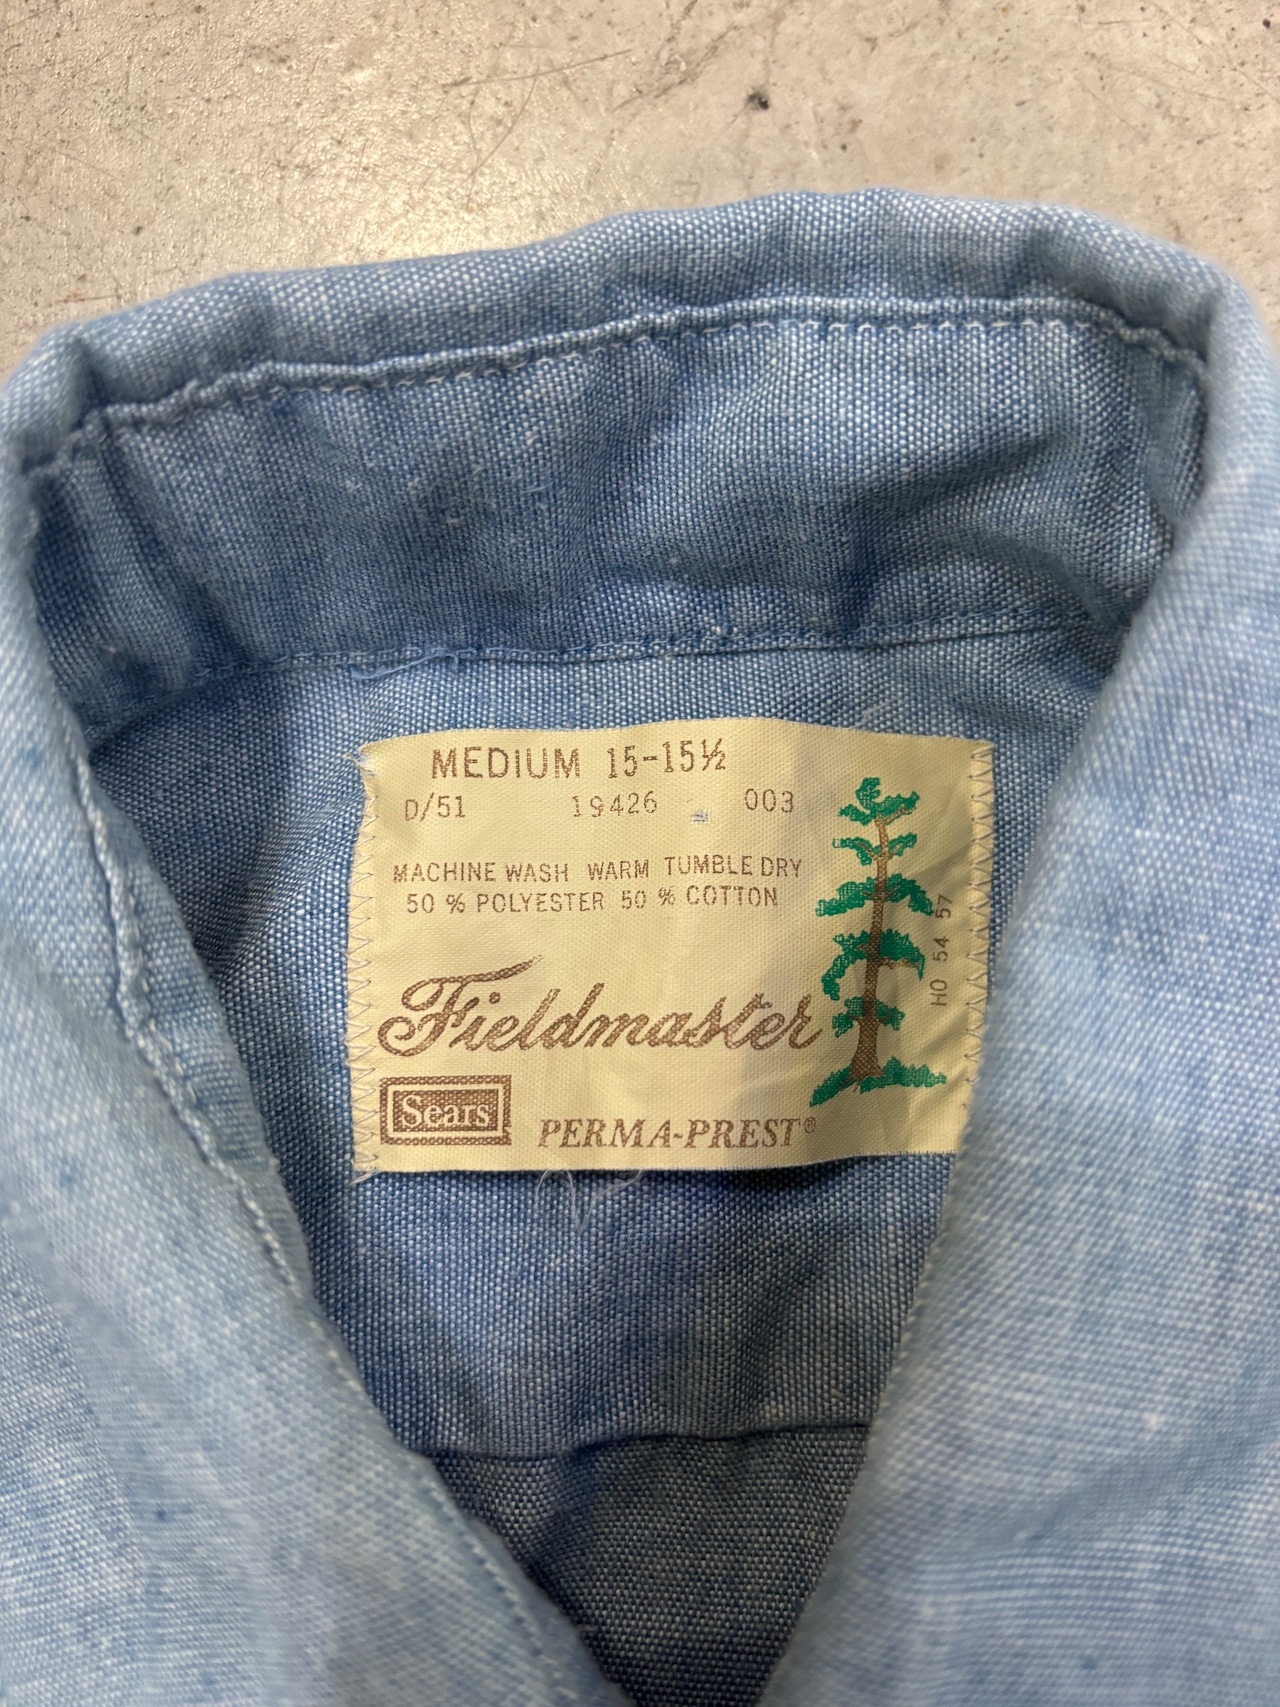 MEDIUM 15-15½
D/51 19426 003
MACHINE WASH WARM TUMBLE DRY
50 % POLYESTER 50 % COTTON
HO 54 57
Fieldmaster
Sears
PERMA-PREST®